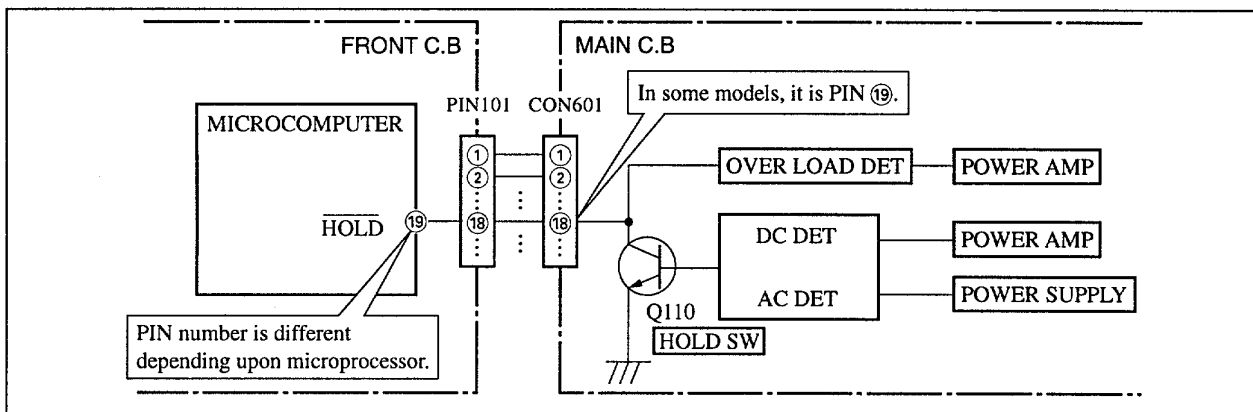 FRONT C.B
MAIN C.B
PIN101
CON601
In some models, it is PIN ⑲.
MICROCOMPUTER
①
①
②
②
HOLD
⑲
⑱
⑱
OVER LOAD DET
POWER AMP
DC DET
POWER AMP
AC DET
POWER SUPPLY
Q110
HOLD SW
PIN number is different
depending upon microprocessor.